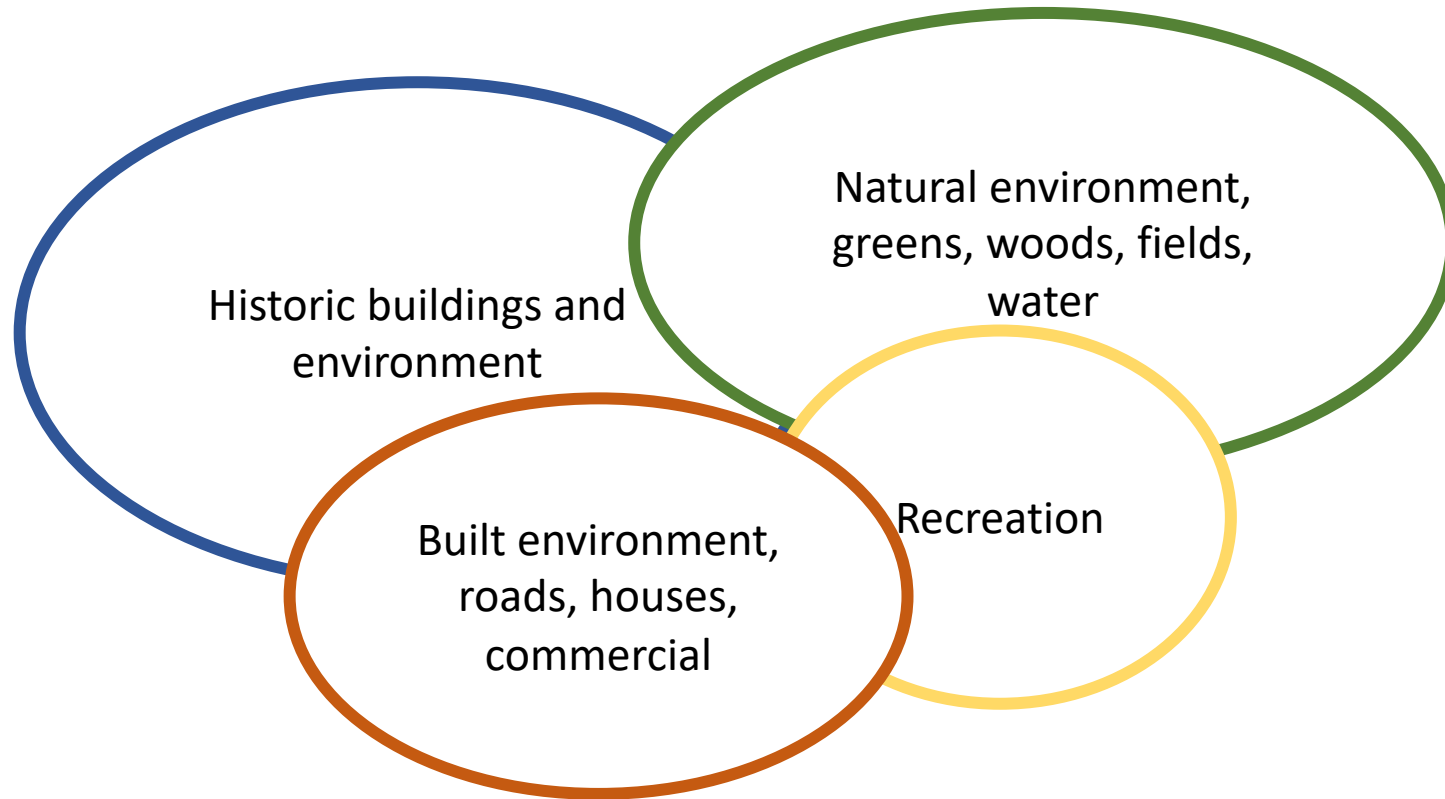 Natural environment,
greens, woods, fields,
water
Historic buildings and
environment
Recreation
Built environment,
roads, houses,
commercial